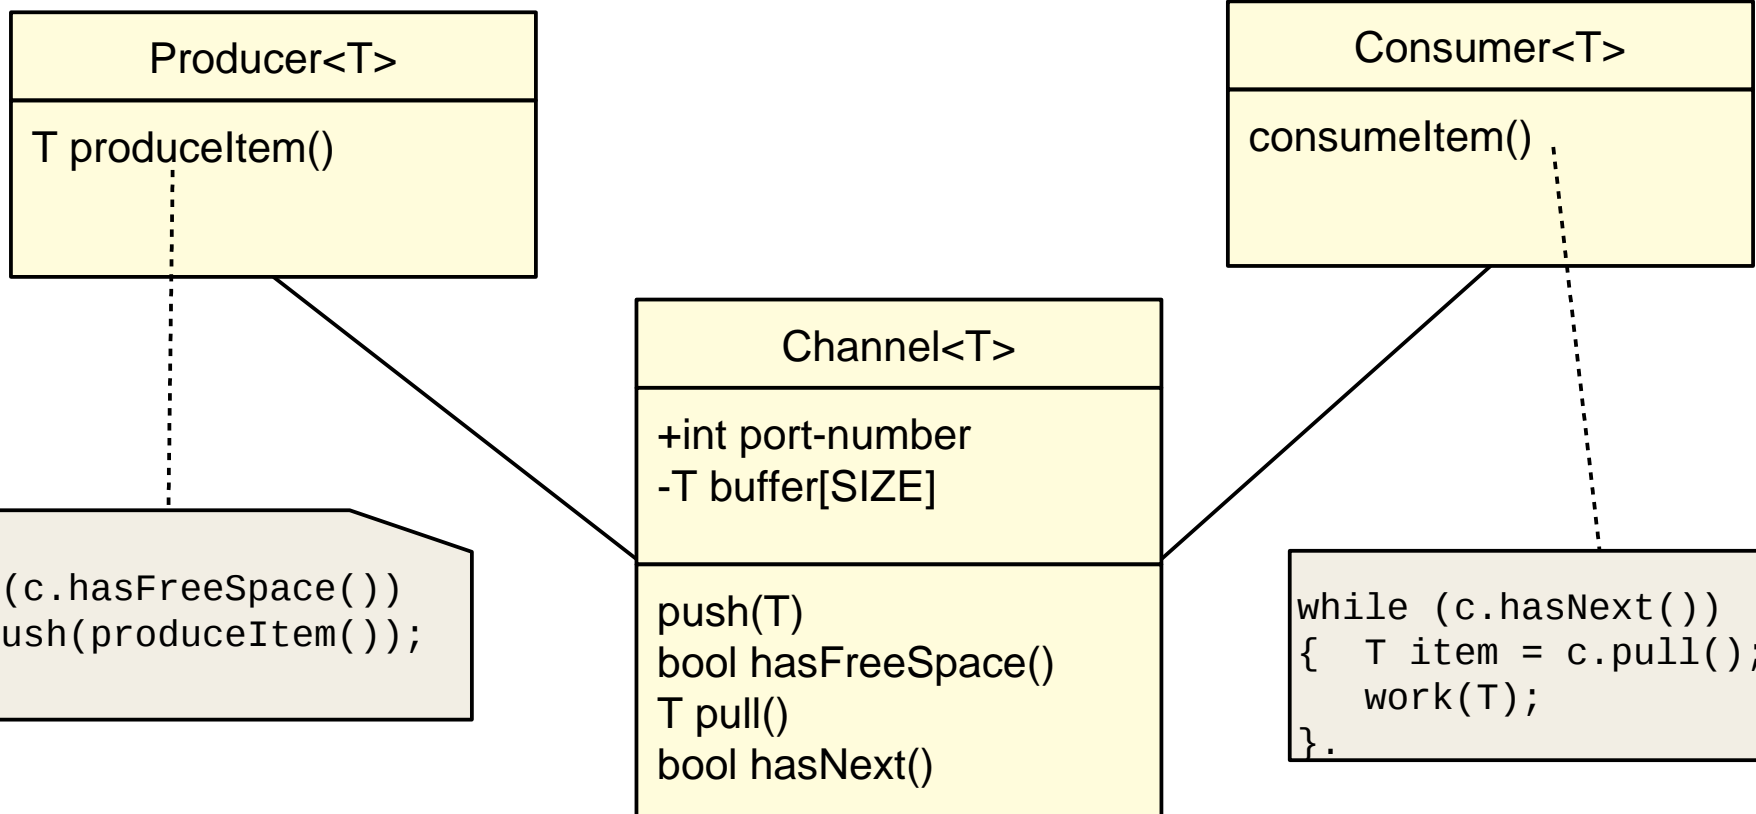 Producer<T>
T produceItem()
Consumer<T>
consumeItem()
Channel<T>
+int port-number
-T buffer[SIZE]
push(T)
bool hasFreeSpace()
T pull()
bool hasNext()
(c.hasFreeSpace())
ush(produceItem());
while (c.hasNext())
{  T item = c.pull();
   work(T);
}.